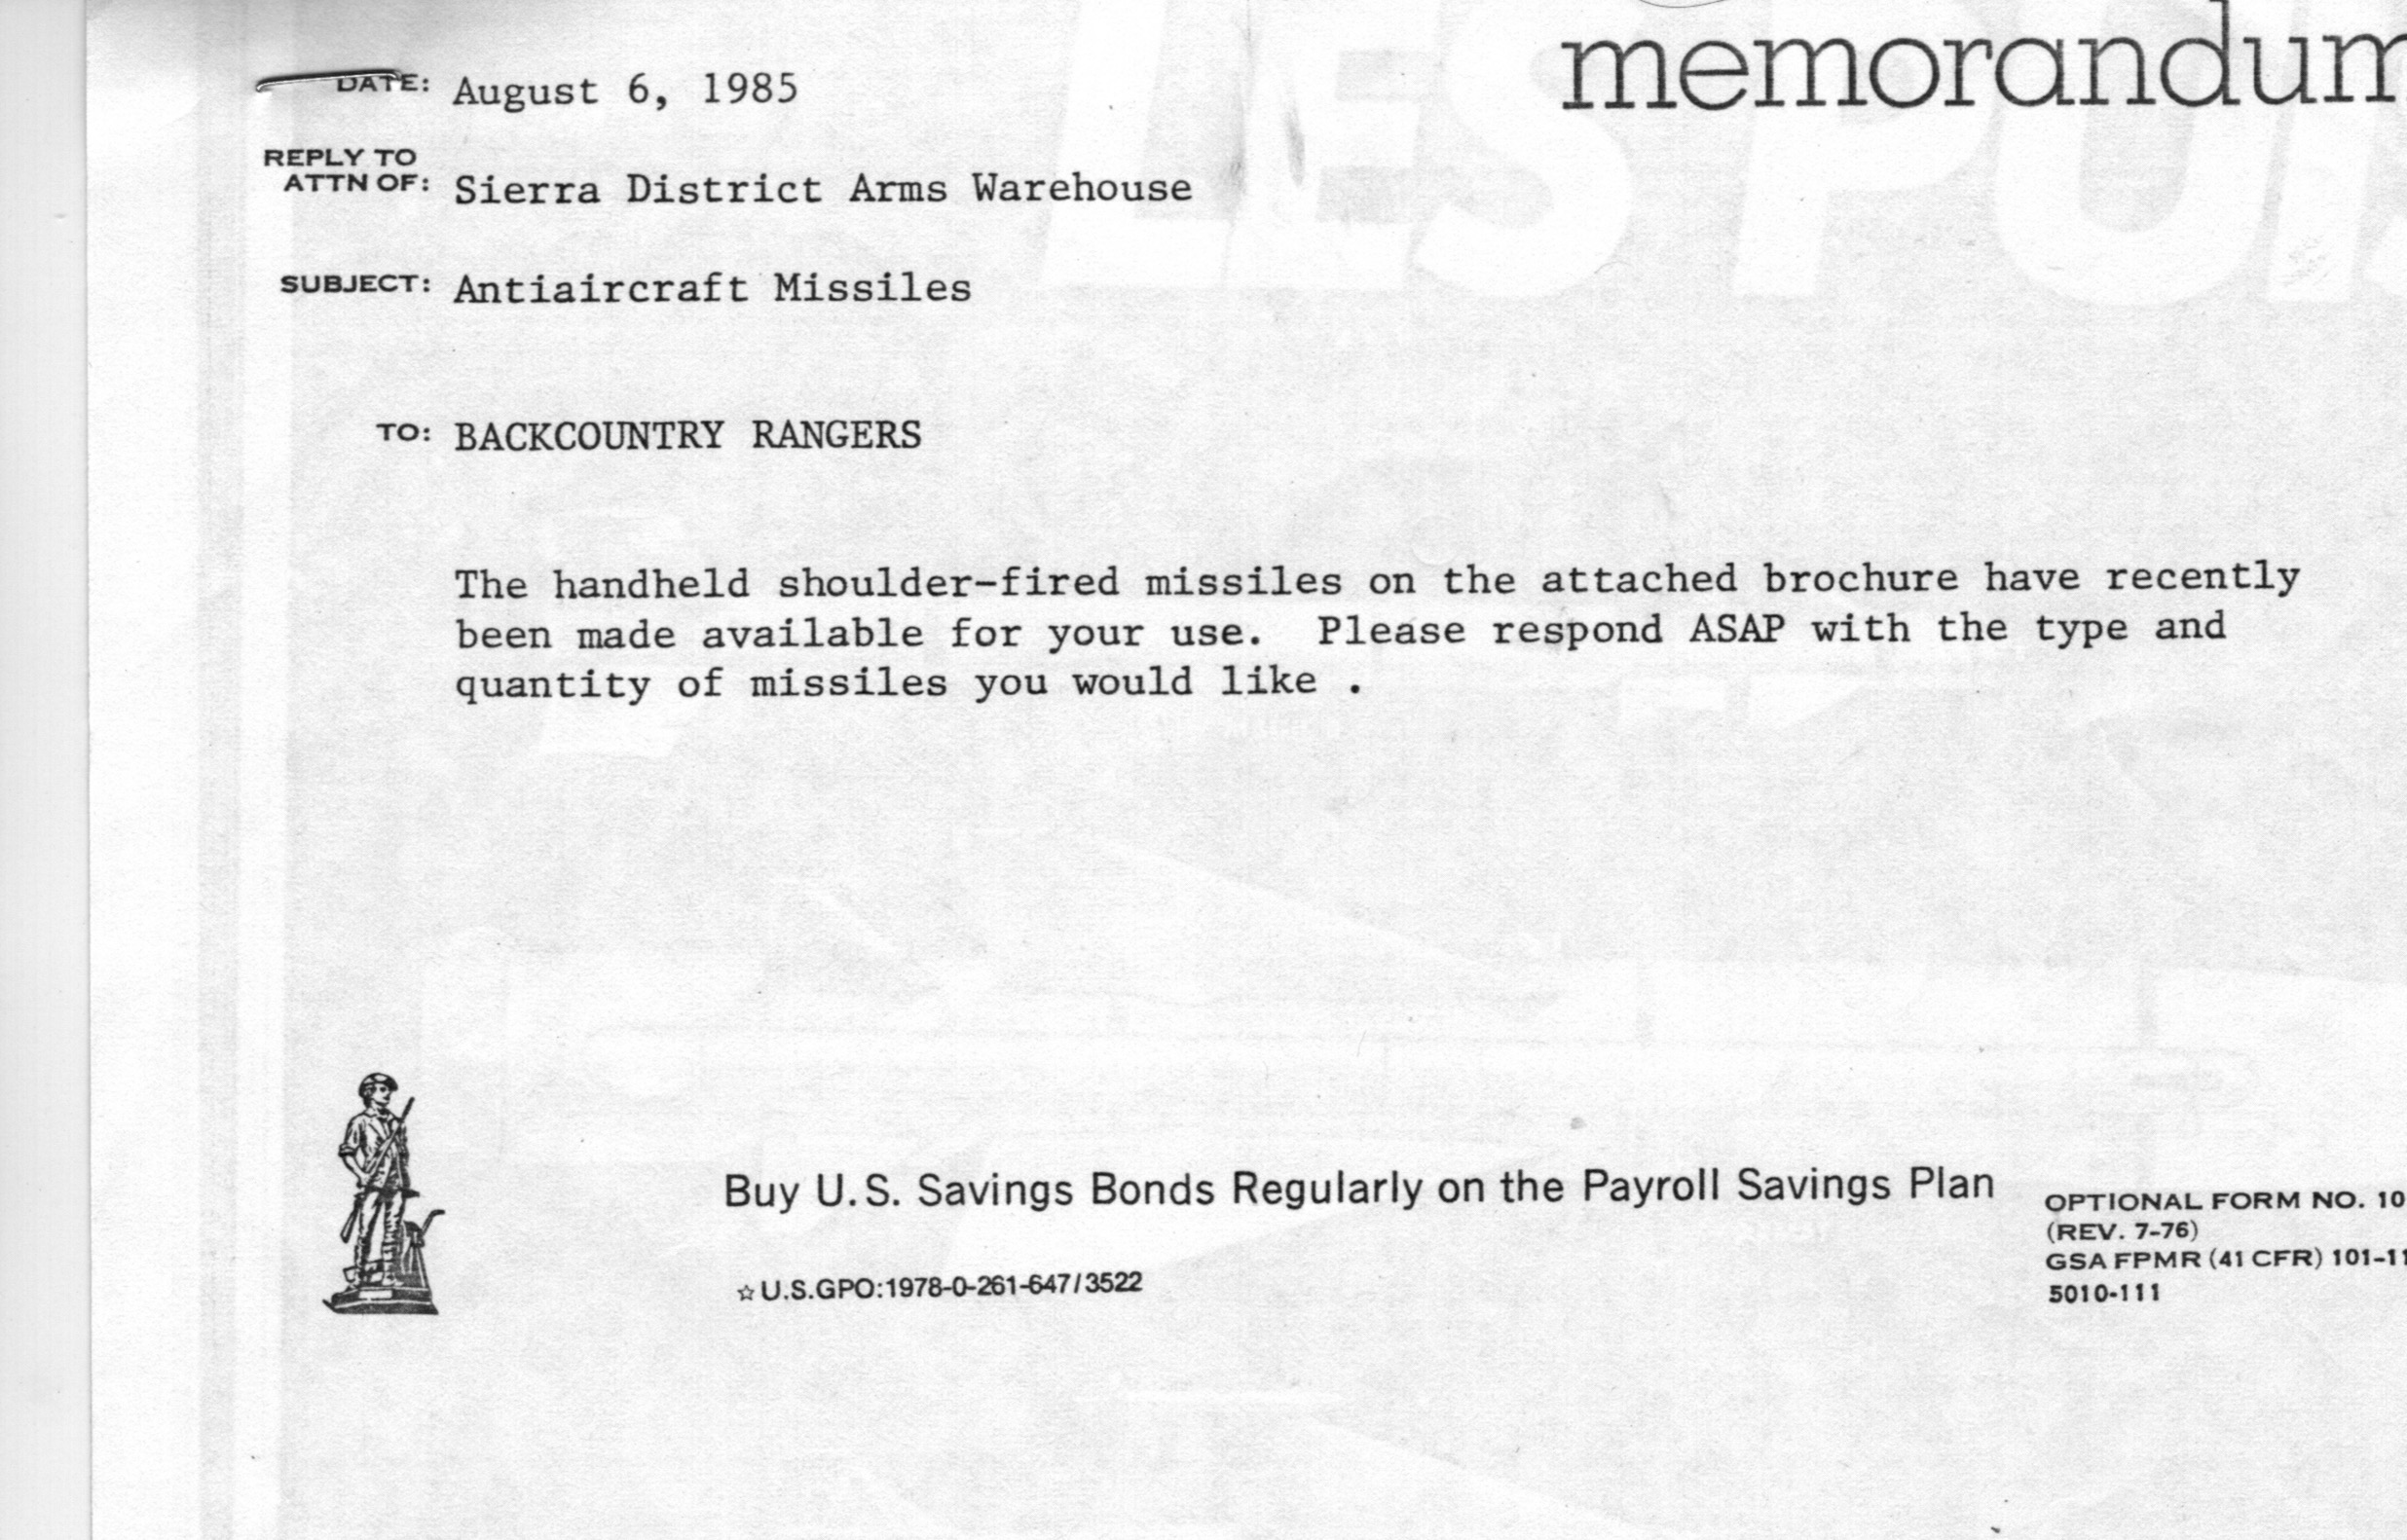 memorandum
DATE: August 6, 1985
REPLY TO
ATTN OF: Sierra District Arms Warehouse
SUBJECT: Antiaircraft Missiles
TO: BACKCOUNTRY RANGERS
The handheld shoulder-fired missiles on the attached brochure have recently
been made available for your use. Please respond ASAP with the type and
quantity of missiles you would like .
Buy U.S. Savings Bonds Regularly on the Payroll Savings Plan
OPTIONAL FORM NO. 10
(REV. 7-76)
GSA FPMR (41 CFR) 101-11
5010-111
☆ U.S.GPO:1978-0-261-647/3522